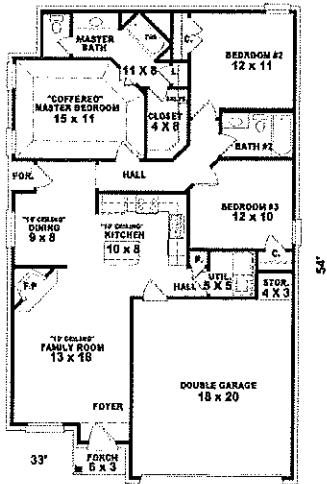 MASTER
BATH
TUB
C.
BEDROOM #2
12 x 11
11 X 8
L.
"COFFERED"
MASTER BEDROOM
15 x 11
CLOSET
4 X 8
BATH #2
HALL
POR.
BEDROOM #3
12 x 10
"10' CEILING"
DINING
9 x 8
"10' CEILING"
KITCHEN
10 x 8
P.
UTIL.
5 X 5
C.
STOR.
4 X 3
HALL
F.P.
54'
"10' CEILING"
FAMILY ROOM
13 x 18
DOUBLE GARAGE
18 x 20
FOYER
33'
PORCH
6 x 3